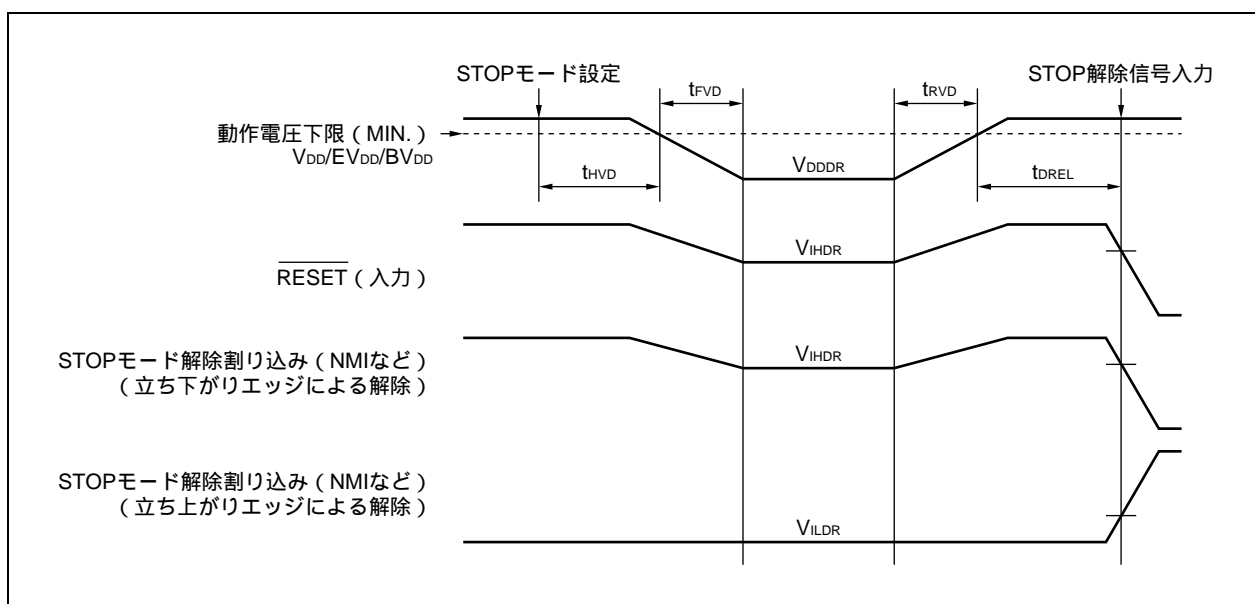 STOPモード設定
STOP解除信号入力
tFVD
tRVD
動作電圧下限（MIN.）
VDD/EVDD/BVDD
VDDDR
tHVD
tDREL
VIHDR
RESET（入力）
STOPモード解除割り込み（NMIなど）
（立ち下がりエッジによる解除）
VIHDR
STOPモード解除割り込み（NMIなど）
（立ち上がりエッジによる解除）
VILDR